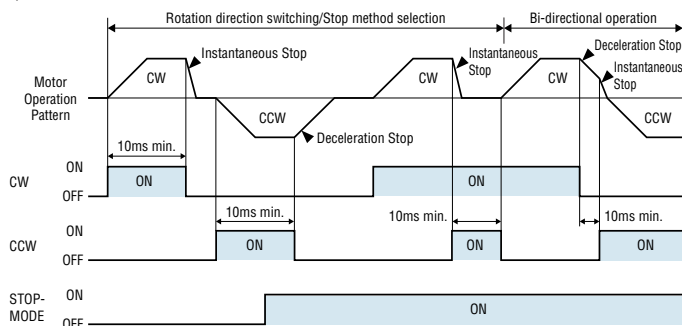 Rotation direction switching/Stop method selection
Bi-directional operation
Instantaneous Stop
Instantaneous
Stop
Deceleration Stop
Instantaneous
Stop
Motor
Operation
Pattern
CW
CW
CW
CCW
CCW
Deceleration Stop
10ms min.
CW
ON
OFF
ON
ON
10ms min.
10ms min.
10ms min.
CCW
ON
OFF
ON
ON
ON
STOP-
MODE
ON
OFF
ON